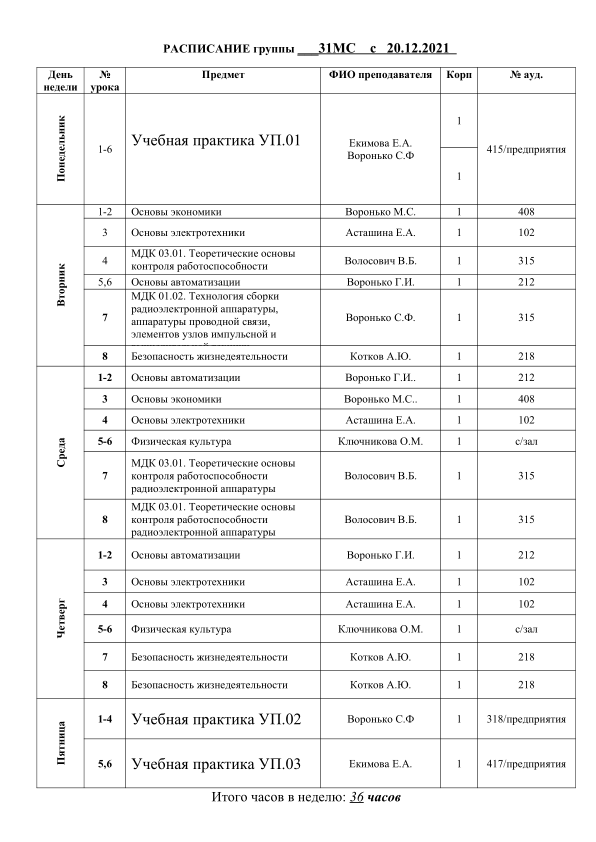 РАСПИСАНИЕ группы ___31МС с 20.12.2021_
День недели № урока Предмет ФИО преподавателя Корп № ауд.
Понедельник
1-6 Учебная практика УП.01 Екимова Е.А. Воронько С.Ф 1 1 415/предприятия
Вторник
1-2 Основы экономики Воронько М.С. 1 408
3 Основы электротехники Асташина Е.А. 1 102
4 МДК 03.01. Теоретические основы
контроля работоспособности Волосович В.Б. 1 315
5,6 Основы автоматизации Воронько Г.И. 1 212
7 МДК 01.02. Технология сборки
радиоэлектронной аппаратуры,
аппаратуры проводной связи,
элементов узлов импульсной и Воронько С.Ф. 1 315
8 Безопасность жизнедеятельности Котков А.Ю. 1 218
Среда
1-2 Основы автоматизации Воронько Г.И.. 1 212
3 Основы экономики Воронько М.С.. 1 408
4 Основы электротехники Асташина Е.А. 1 102
5-6 Физическая культура Ключникова О.М. 1 с/зал
7 МДК 03.01. Теоретические основы
контроля работоспособности
радиоэлектронной аппаратуры Волосович В.Б. 1 315
8 МДК 03.01. Теоретические основы
контроля работоспособности
радиоэлектронной аппаратуры Волосович В.Б. 1 315
Четверг
1-2 Основы автоматизации Воронько Г.И. 1 212
3 Основы электротехники Асташина Е.А. 1 102
4 Основы электротехники Асташина Е.А. 1 102
5-6 Физическая культура Ключникова О.М. 1 с/зал
7 Безопасность жизнедеятельности Котков А.Ю. 1 218
8 Безопасность жизнедеятельности Котков А.Ю. 1 218
Пятница
1-4 Учебная практика УП.02 Воронько С.Ф 1 318/предприятия
5,6 Учебная практика УП.03 Екимова Е.А. 1 417/предприятия
Итого часов в неделю: 36 часов